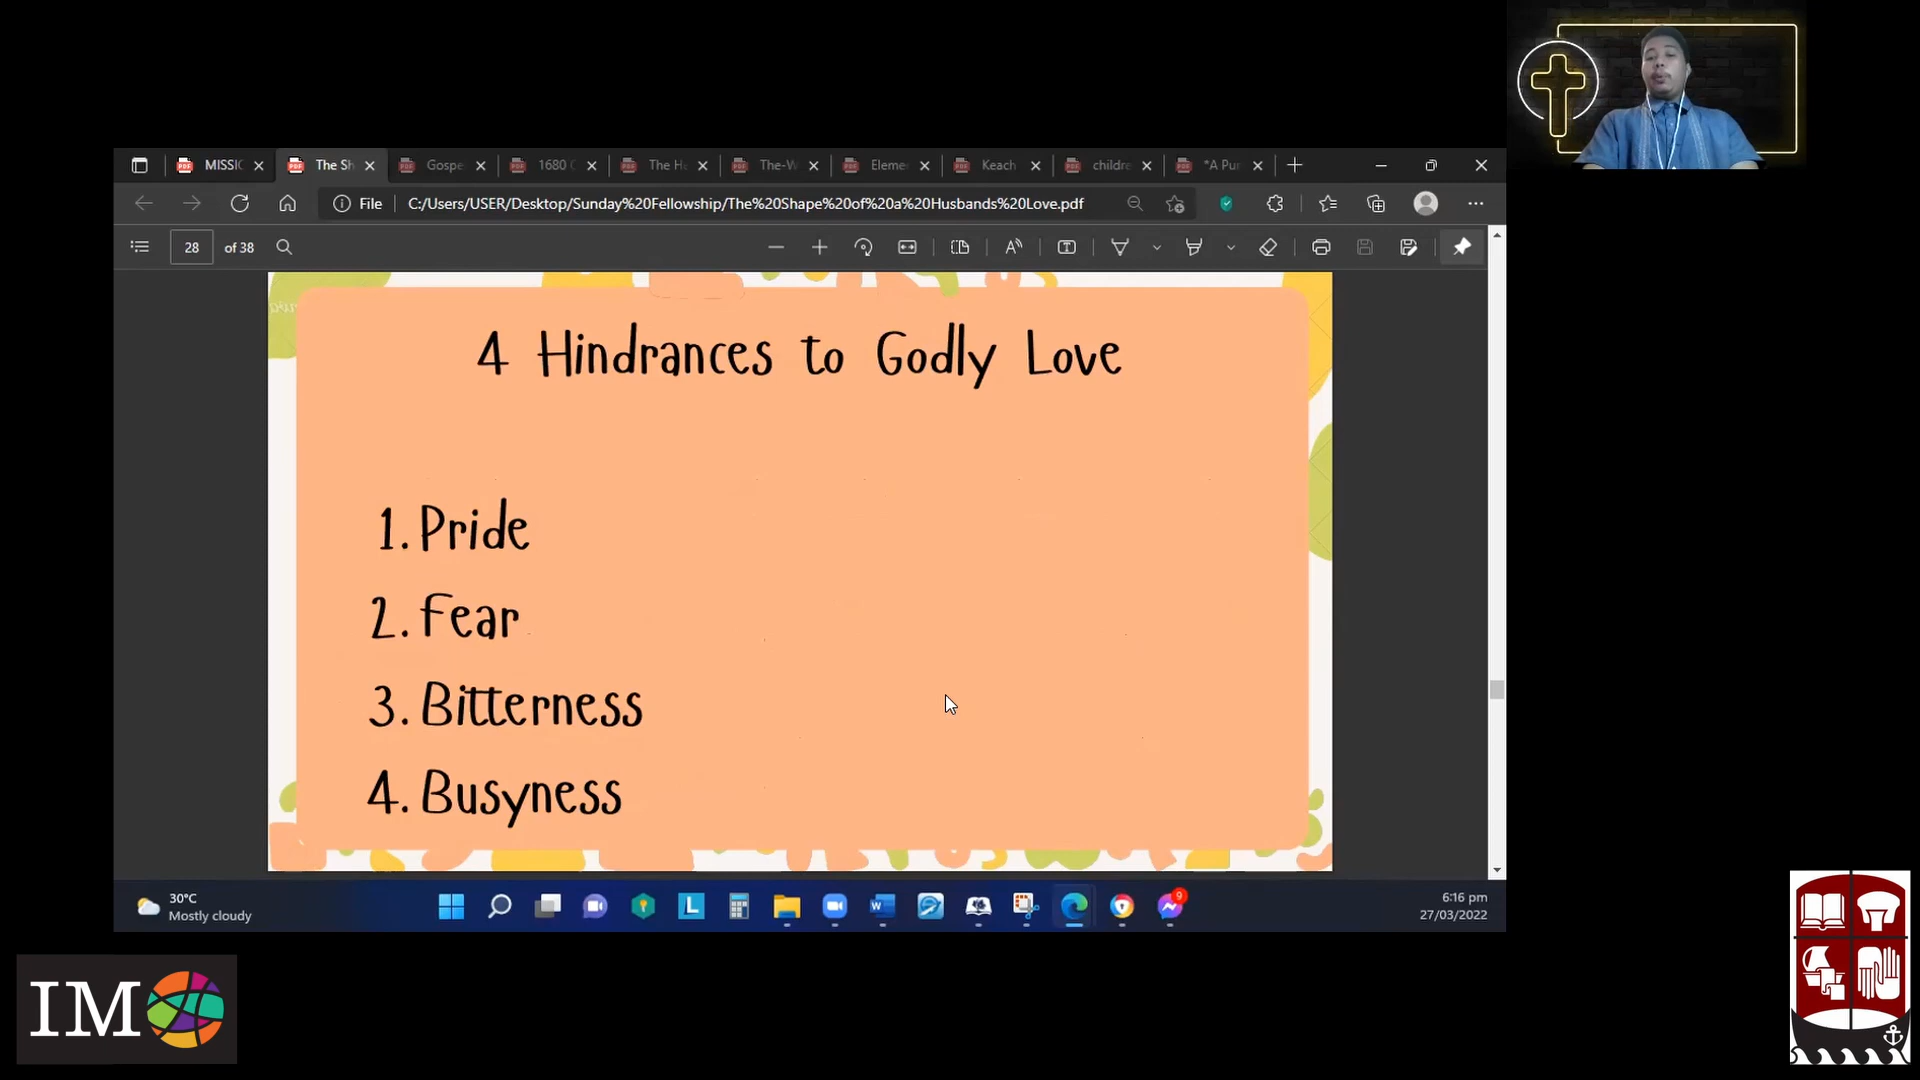 MISSIC
The Sh
Gospe
1680 C
The He
The-W
Eleme
Keach
childre
*A Pur
File
C:/Users/USER/Desktop/Sunday%20Fellowship/The%20Shape%20of%20a%20Husbands%20Love.pdf
28 of 38
4 Hindrances to Godly Love
1. Pride
2. Fear
3. Bitterness
4. Busyness
30°C
Mostly cloudy
9
6:16 pm
27/03/2022
IM